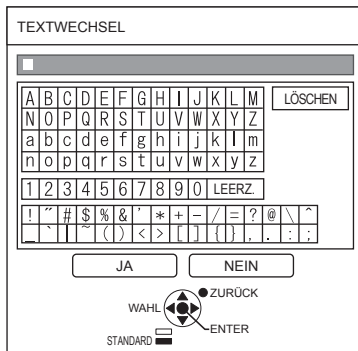 TEXTWECHSEL
A B C D E F G H I J K L M LÖSCHEN
N O P Q R S T U V W X Y Z
a b c d e f g h i j k l m
n o p q r s t u v w x y z
1 2 3 4 5 6 7 8 9 0 LEERZ.
! ˝ # $ % & ' * + - / = ? @ \ ^
_ ` | ~ ( ) < > [ ] { } , . : ;
JA NEIN
ZURÜCK
WAHL
ENTER
STANDARD